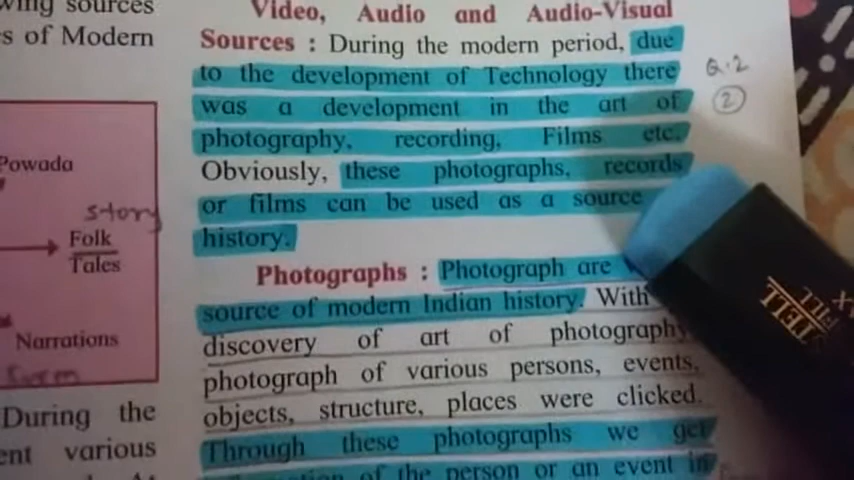 wing sources
s of Modern
Powada
story
Folk
Tales
Narrations
During the
ent various
Video, Audio and Audio-Visual
Sources : During the modern period, due
to the development of Technology there
was a development in the art of
photography, recording, Films etc.
Obviously, these photographs, records
or films can be used as a source
history.
Photographs : Photograph are
source of modern Indian history. With
discovery of art of photography
photograph of various persons, events,
objects, structure, places were clicked.
Through these photographs we get
of the person or an event in
Q.2
2